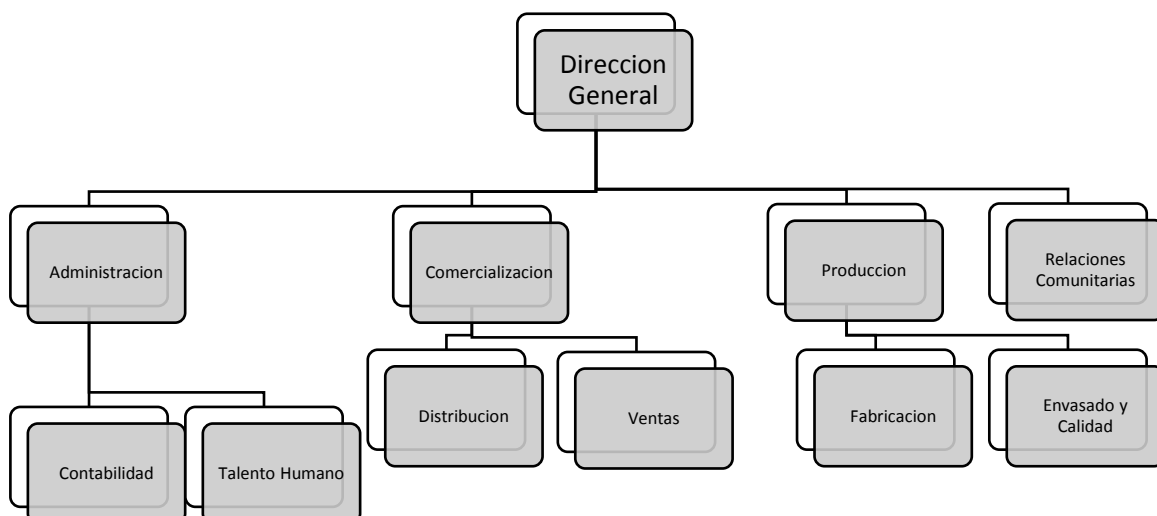 Direccion
General
Administracion
Comercializacion
Produccion
Relaciones
Comunitarias
Contabilidad
Talento Humano
Distribucion
Ventas
Fabricacion
Envasado y
Calidad